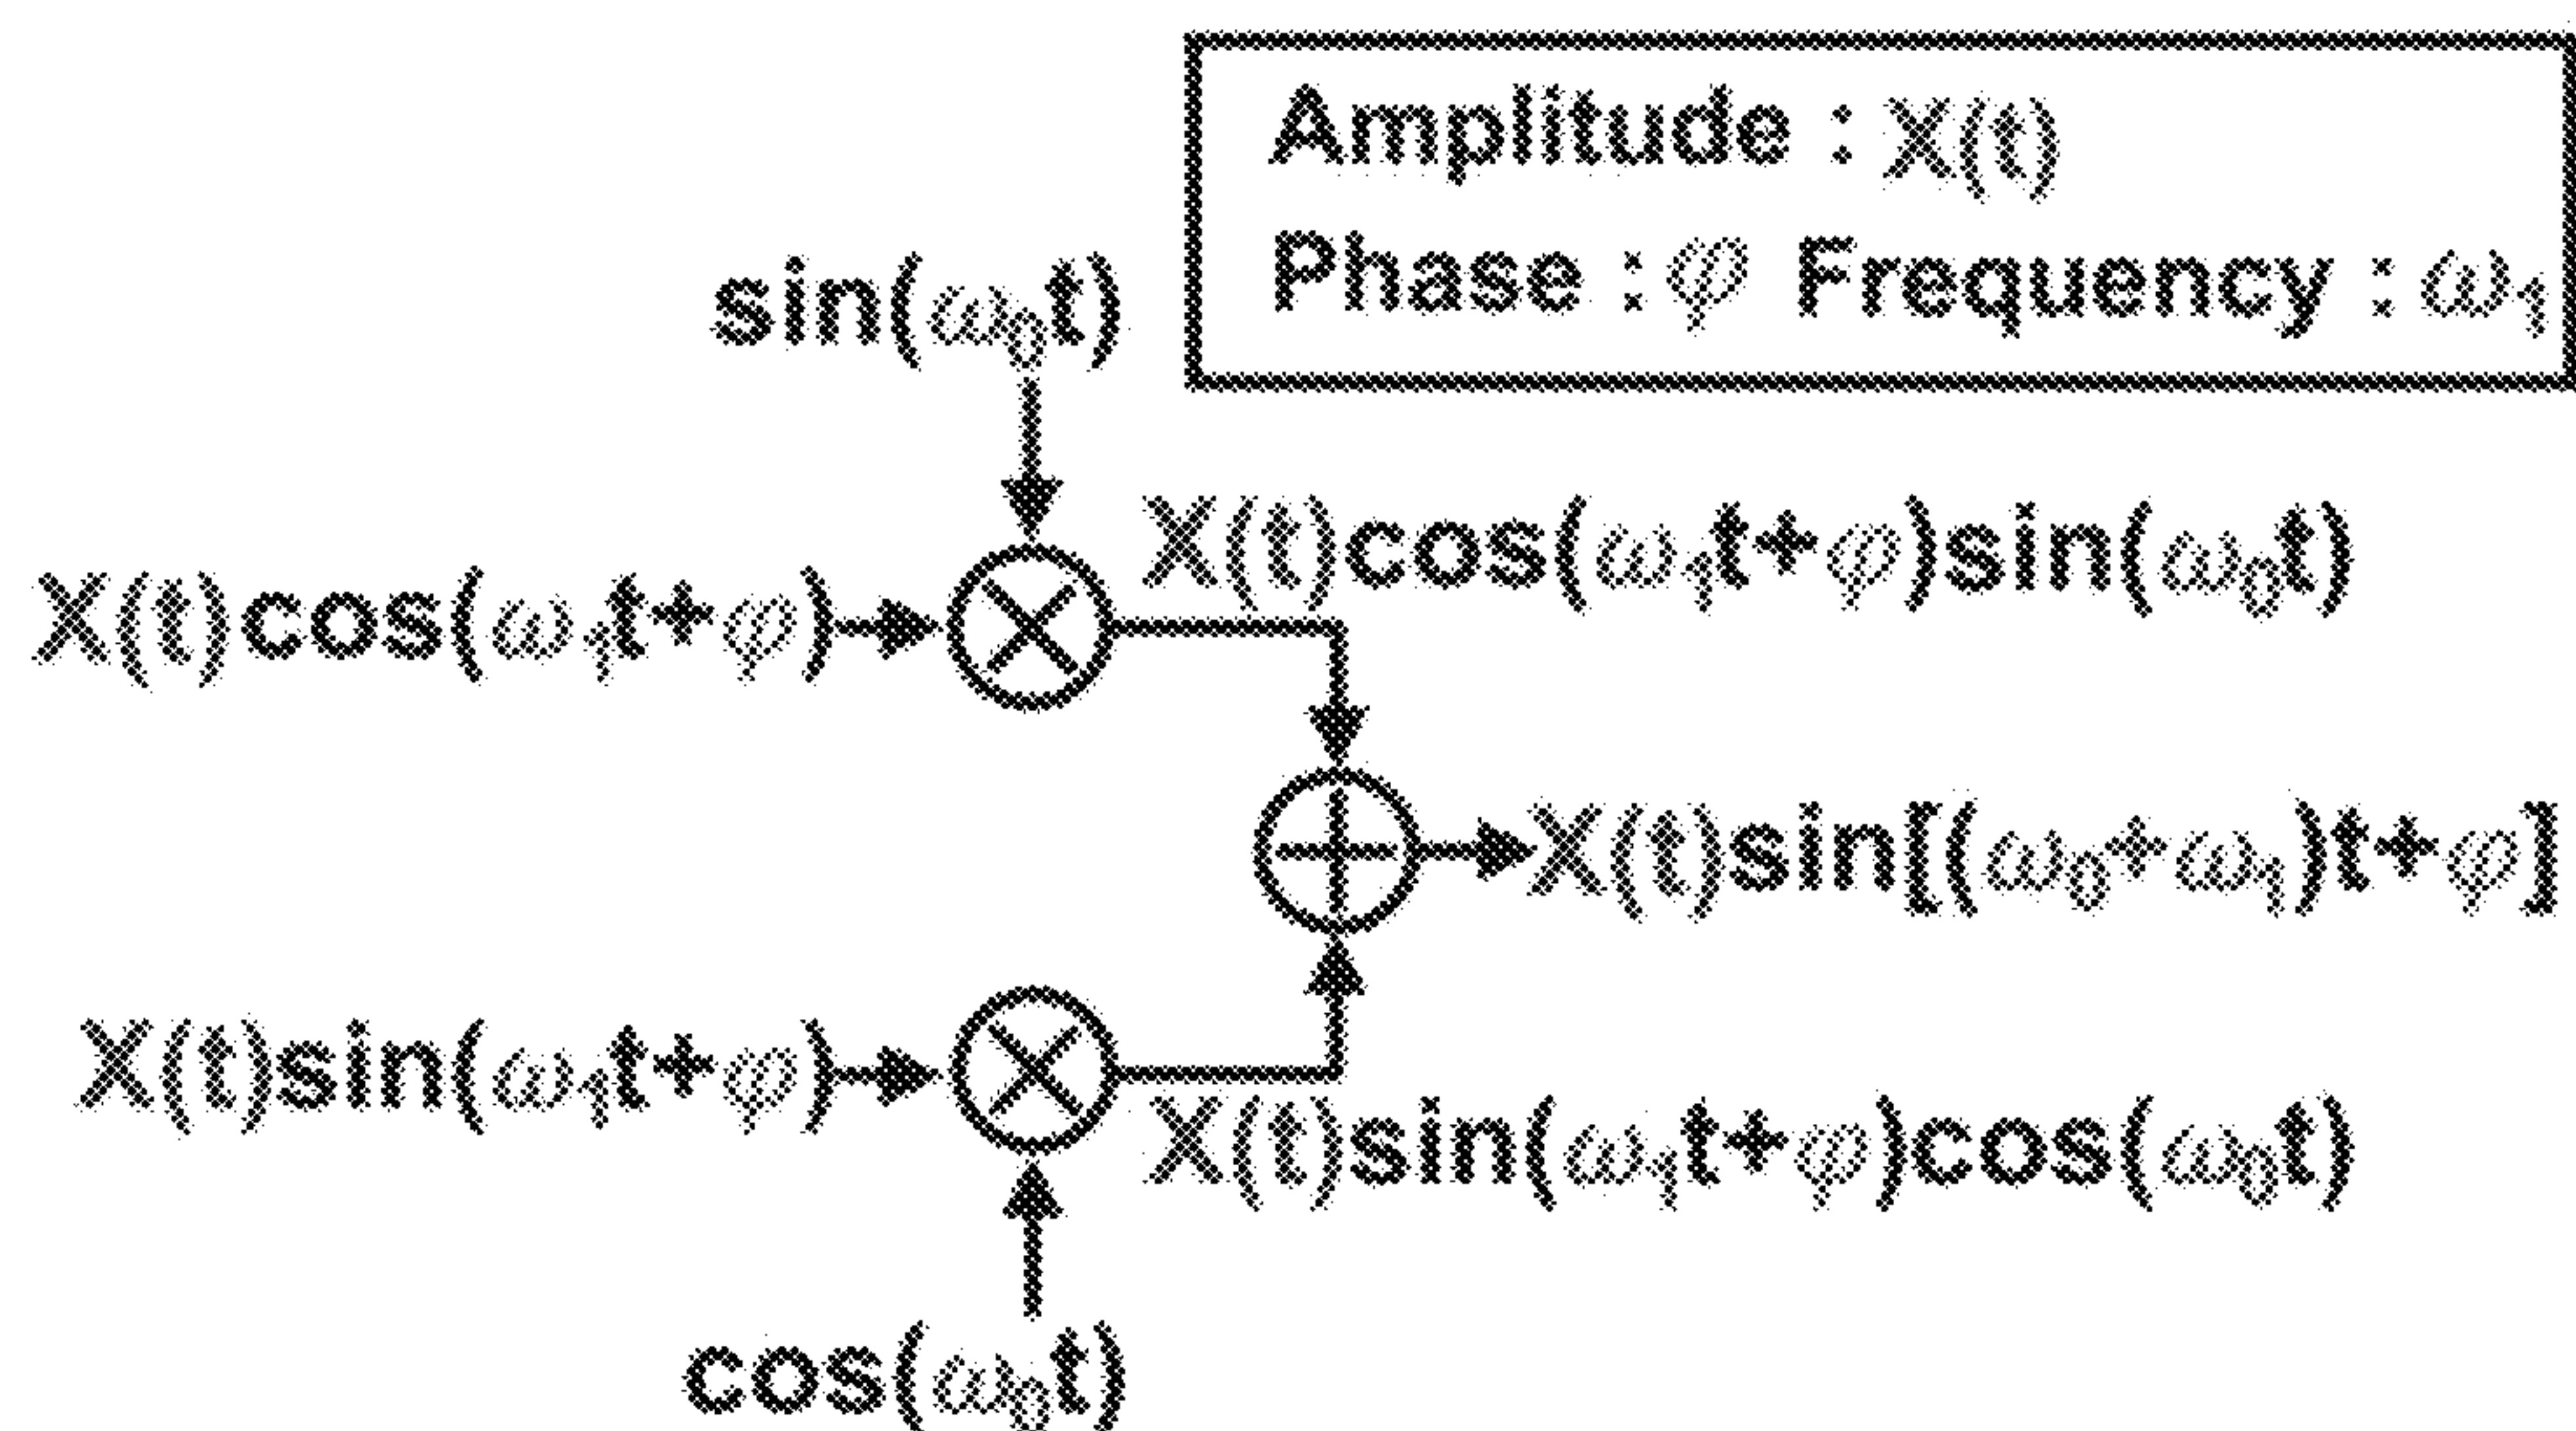 Amplitude : X(t)
Phase : φ Frequency : ω₁
sin(ω₀t)
X(t)cos(ω₁t+φ)sin(ω₀t)
X(t)cos(ω₁t+φ)
X(t)sin[(ω₀+ω₁)t+φ]
X(t)sin(ω₁t+φ)
X(t)sin(ω₁t+φ)cos(ω₀t)
cos(ω₀t)